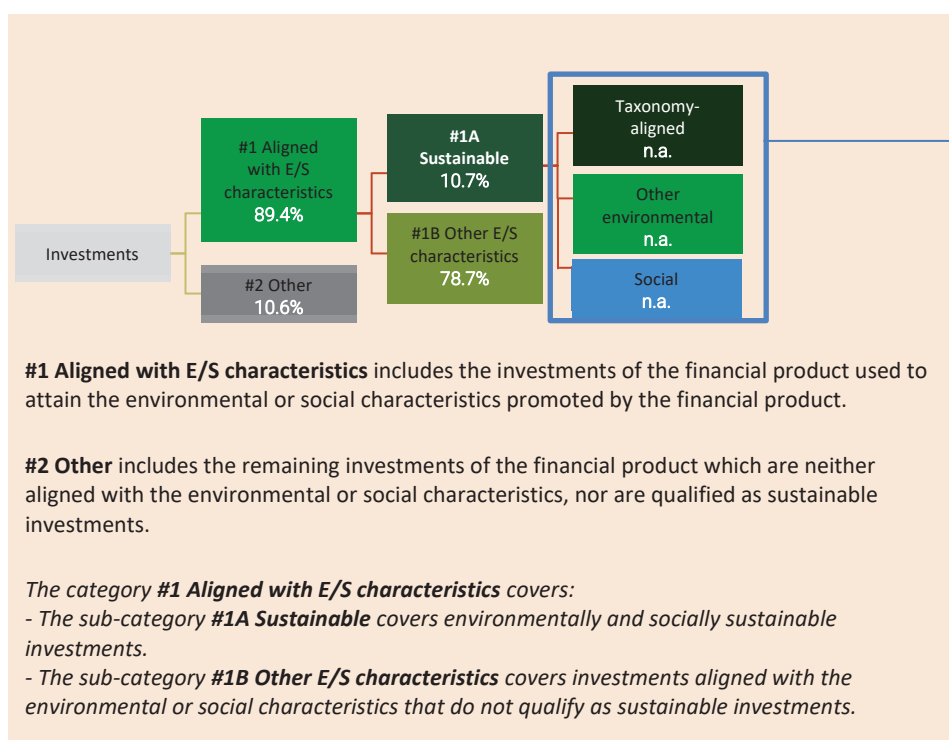 Investments
#1 Aligned
with E/S
characteristics
89.4%
#2 Other
10.6%
#1A
Sustainable
10.7%
#1B Other E/S
characteristics
78.7%
Taxonomy-
aligned
n.a.
Other
environmental
n.a.
Social
n.a.
#1 Aligned with E/S characteristics includes the investments of the financial product used to
attain the environmental or social characteristics promoted by the financial product.
#2 Other includes the remaining investments of the financial product which are neither
aligned with the environmental or social characteristics, nor are qualified as sustainable
investments.
The category #1 Aligned with E/S characteristics covers:
- The sub-category #1A Sustainable covers environmentally and socially sustainable
investments.
- The sub-category #1B Other E/S characteristics covers investments aligned with the
environmental or social characteristics that do not qualify as sustainable investments.